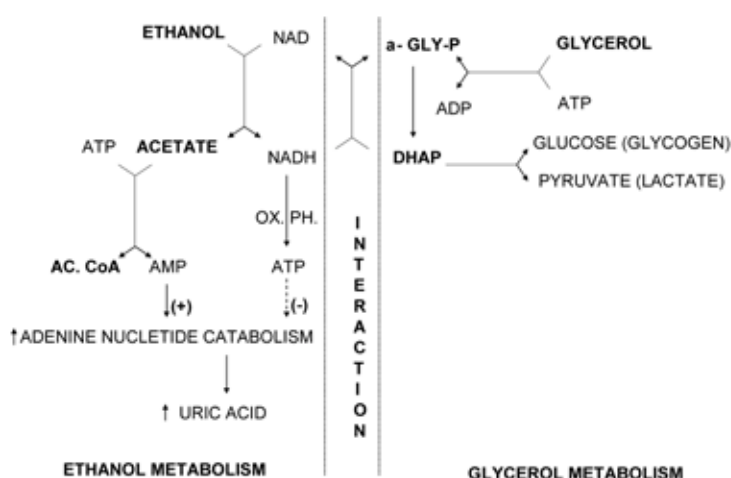 ETHANOL NAD
a- GLY-P GLYCEROL
ADP ATP
ATP ACETATE NADH
DHAP
GLUCOSE (GLYCOGEN)
PYRUVATE (LACTATE)
OX. PH.
AC. CoA AMP ATP
(+) (-)
↑ADENINE NUCLETIDE CATABOLISM
↑ URIC ACID
INTERACTION
ETHANOL METABOLISM
GLYCEROL METABOLISM